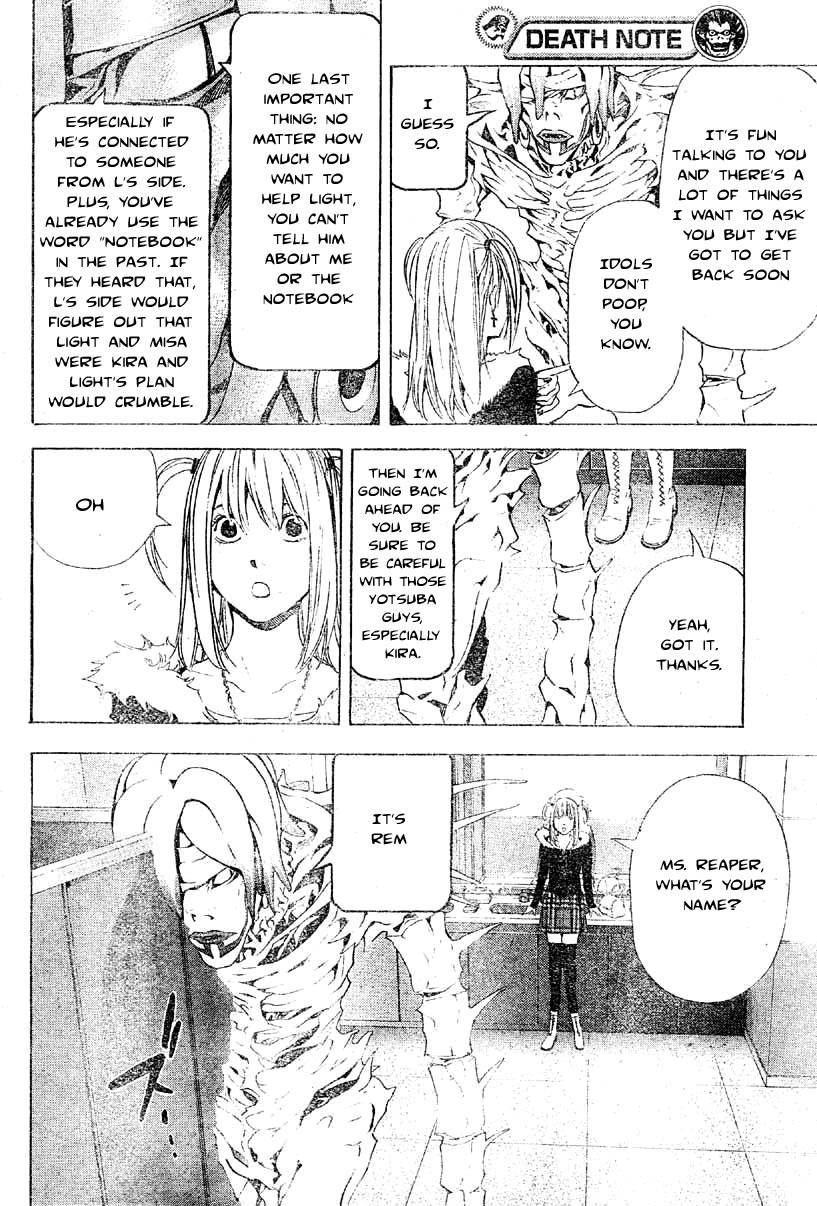 DEATH NOTE
IT'S FUN
TALKING TO YOU
AND THERE'S A
LOT OF THINGS
I WANT TO ASK
YOU BUT I'VE
GOT TO GET
BACK SOON
IDOLS
DON'T
POOP,
YOU
KNOW.
I
GUESS
SO.
ONE LAST
IMPORTANT
THING: NO
MATTER HOW
MUCH YOU
WANT TO
HELP LIGHT,
YOU CAN'T
TELL HIM
ABOUT ME
OR THE
NOTEBOOK
ESPECIALLY IF
HE'S CONNECTED
TO SOMEONE
FROM L'S SIDE.
PLUS, YOU'VE
ALREADY USE THE
WORD "NOTEBOOK"
IN THE PAST. IF
THEY HEARD THAT,
L'S SIDE WOULD
FIGURE OUT THAT
LIGHT AND MISA
WERE KIRA AND
LIGHT'S PLAN
WOULD CRUMBLE.
YEAH,
GOT IT.
THANKS.
THEN I'M
GOING BACK
AHEAD OF
YOU. BE
SURE TO
BE CAREFUL
WITH THOSE
YOTSUBA
GUYS,
ESPECIALLY
KIRA.
OH
MS. REAPER,
WHAT'S YOUR
NAME?
IT'S
REM